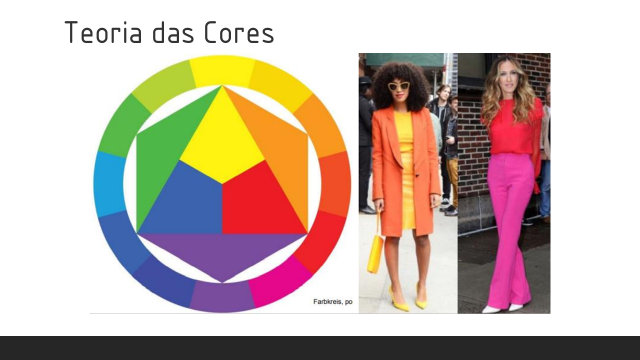 Teoria das Cores
Farbkreis, po